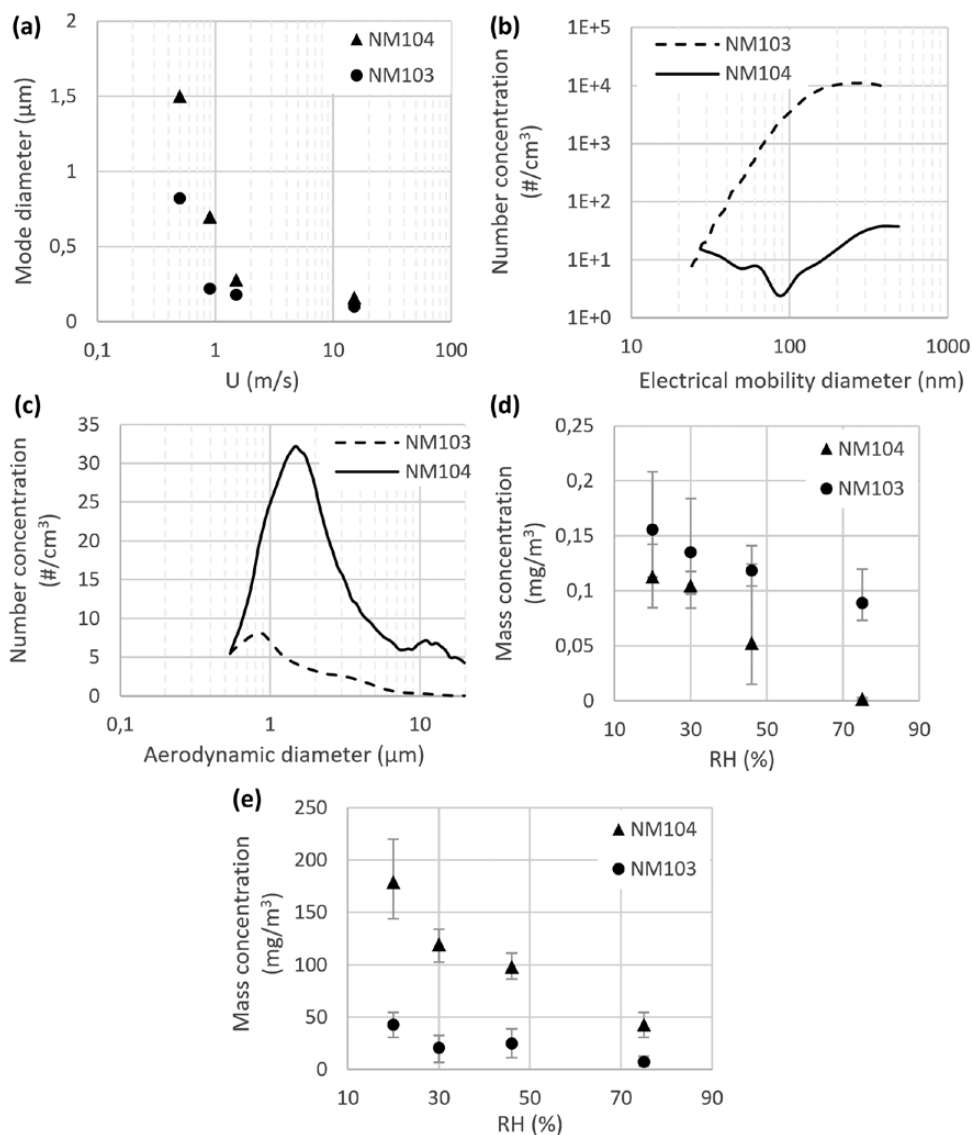 (a)
2
1,5
1
0,5
0
Mode diameter (µm)
▲ NM104
● NM103
0,1 1 10 100
U (m/s)
(b)
1E+5
1E+4
1E+3
1E+2
1E+1
1E+0
Number concentration
(#/cm³)
NM103
NM104
10 100 1000
Electrical mobility diameter (nm)
(c)
35
30
25
20
15
10
5
0
Number concentration
(#/cm³)
NM103
NM104
0,1 1 10
Aerodynamic diameter (µm)
(d)
0,25
0,2
0,15
0,1
0,05
0
Mass concentration
(mg/m³)
▲ NM104
● NM103
10 30 50 70 90
RH (%)
(e)
250
200
150
100
50
0
Mass concentration
(mg/m³)
▲ NM104
● NM103
10 30 50 70 90
RH (%)